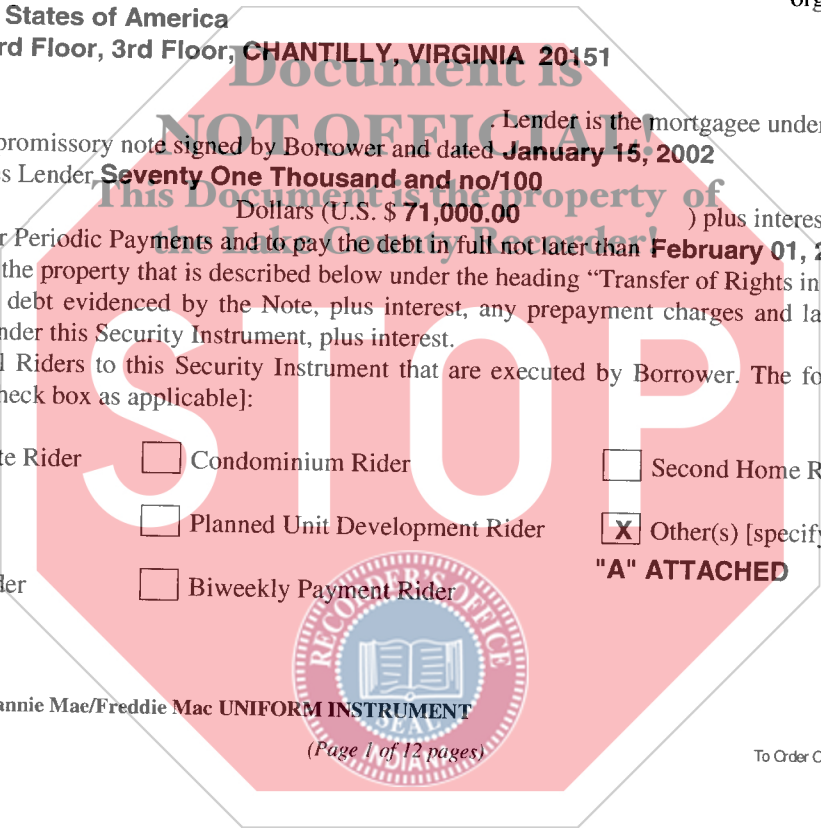 org
States of America
rd Floor, 3rd Floor, CHANTILLY, VIRGINIA 20151
Document is
NOT OFFICIAL!
. Lender is the mortgagee under
promissory note signed by Borrower and dated January 15, 2002
s Lender Seventy One Thousand and no/100
This Document is the property of
Dollars (U.S. $ 71,000.00 ) plus interes
the Lake County Recorder!
r Periodic Payments and to pay the debt in full not later than February 01, 2
the property that is described below under the heading “Transfer of Rights in
debt evidenced by the Note, plus interest, any prepayment charges and la
nder this Security Instrument, plus interest.
l Riders to this Security Instrument that are executed by Borrower. The fo
heck box as applicable]:
STOP
te Rider Condominium Rider Second Home R
Planned Unit Development Rider X Other(s) [specify
"A" ATTACHED
der Biweekly Payment Rider
RECORDER'S OFFICE
SEAL
INDIANA
annie Mae/Freddie Mac UNIFORM INSTRUMENT
(Page 1 of 12 pages)
To Order C